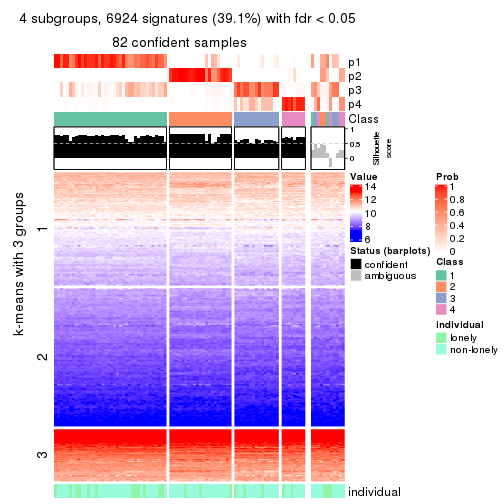 4 subgroups, 6924 signatures (39.1%) with fdr < 0.05
82 confident samples
p1
p2
p3
p4
Class
1
0.5
0
Silhouette
score
k-means with 3 groups
1
2
3
individual
Value
14
12
10
8
6
Status (barplots)
confident
ambiguous
Prob
1
0.8
0.6
0.4
0.2
0
Class
1
2
3
4
individual
lonely
non-lonely